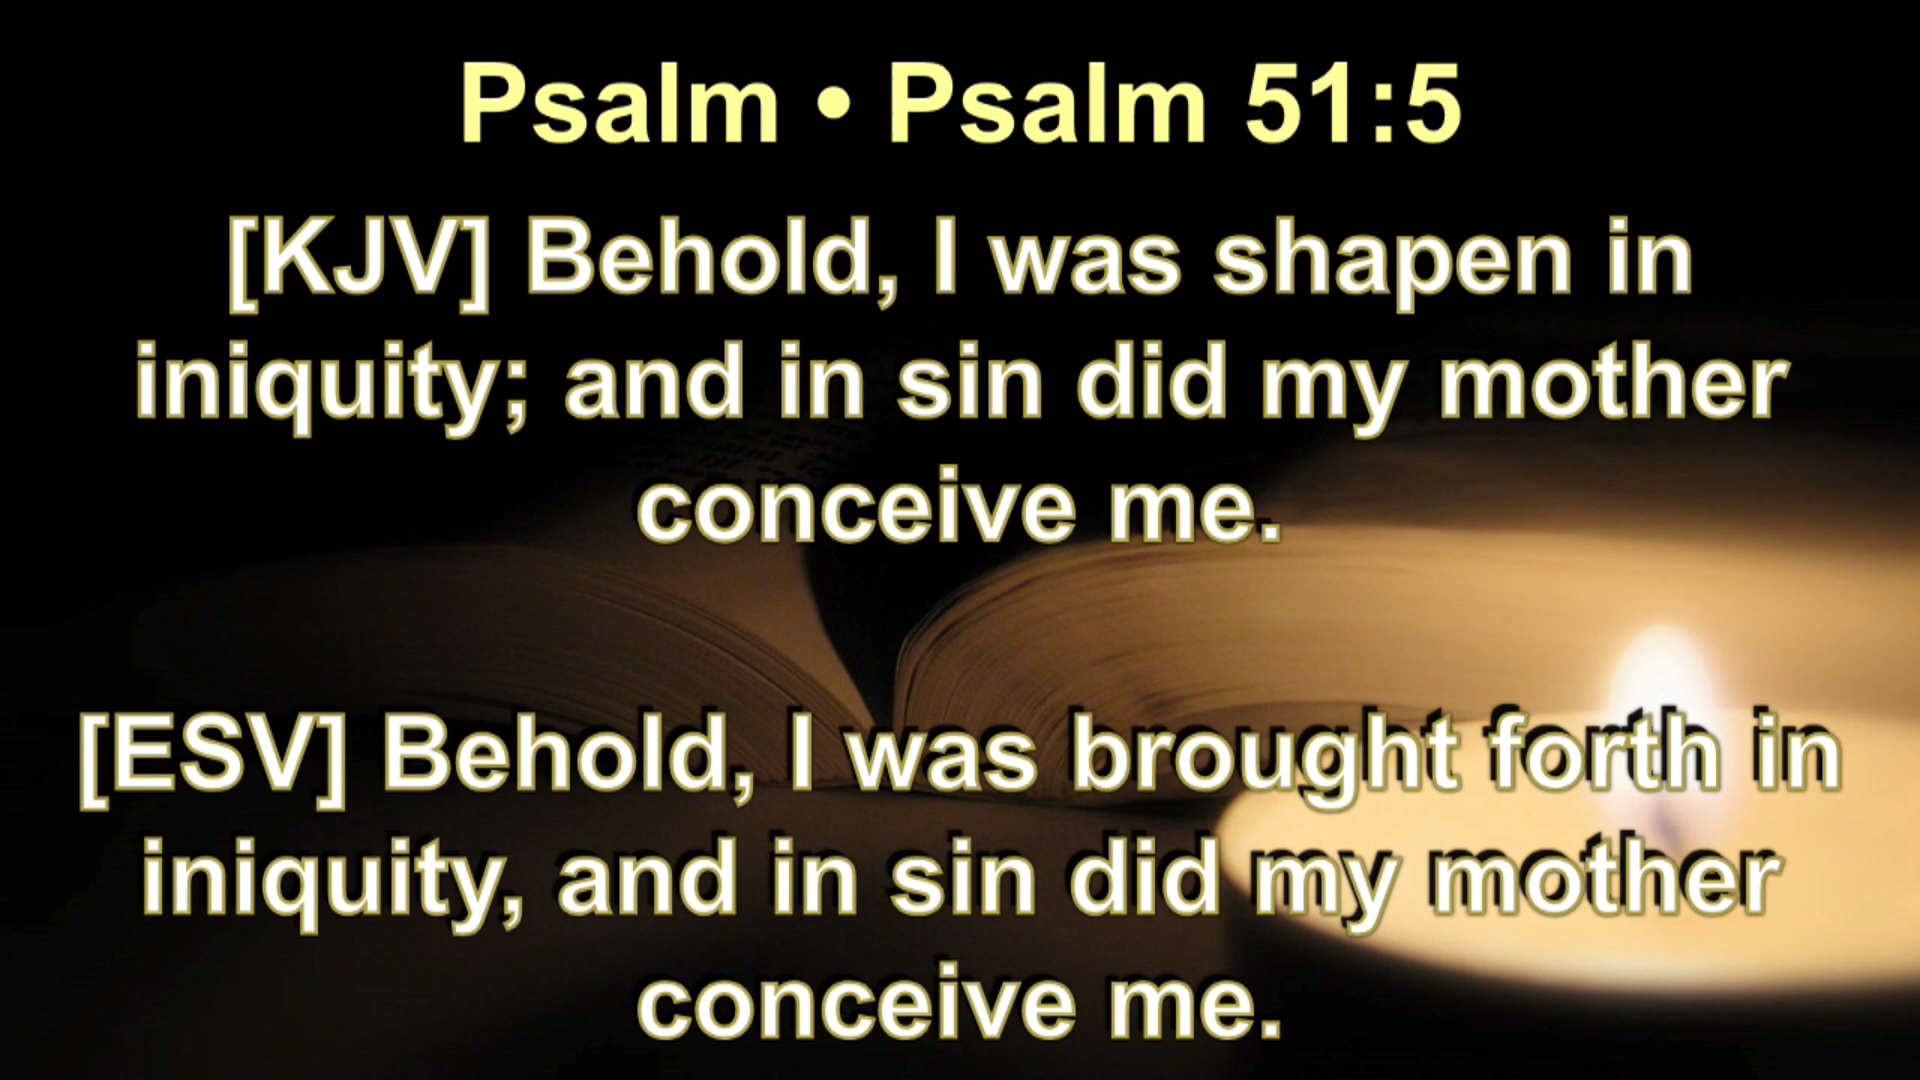 Psalm • Psalm 51:5
[KJV] Behold, I was shapen in
iniquity; and in sin did my mother
conceive me.
[ESV] Behold, I was brought forth in
iniquity, and in sin did my mother
conceive me.